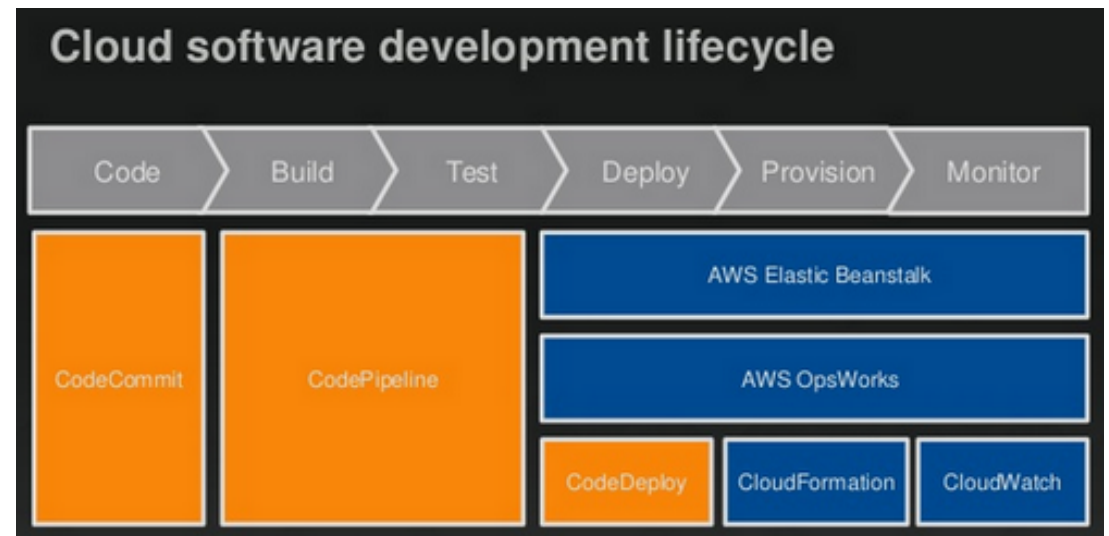 Cloud software development lifecycle
Code
Build
Test
Deploy
Provision
Monitor
CodeCommit
CodePipeline
AWS Elastic Beanstalk
AWS OpsWorks
CodeDeploy
CloudFormation
CloudWatch